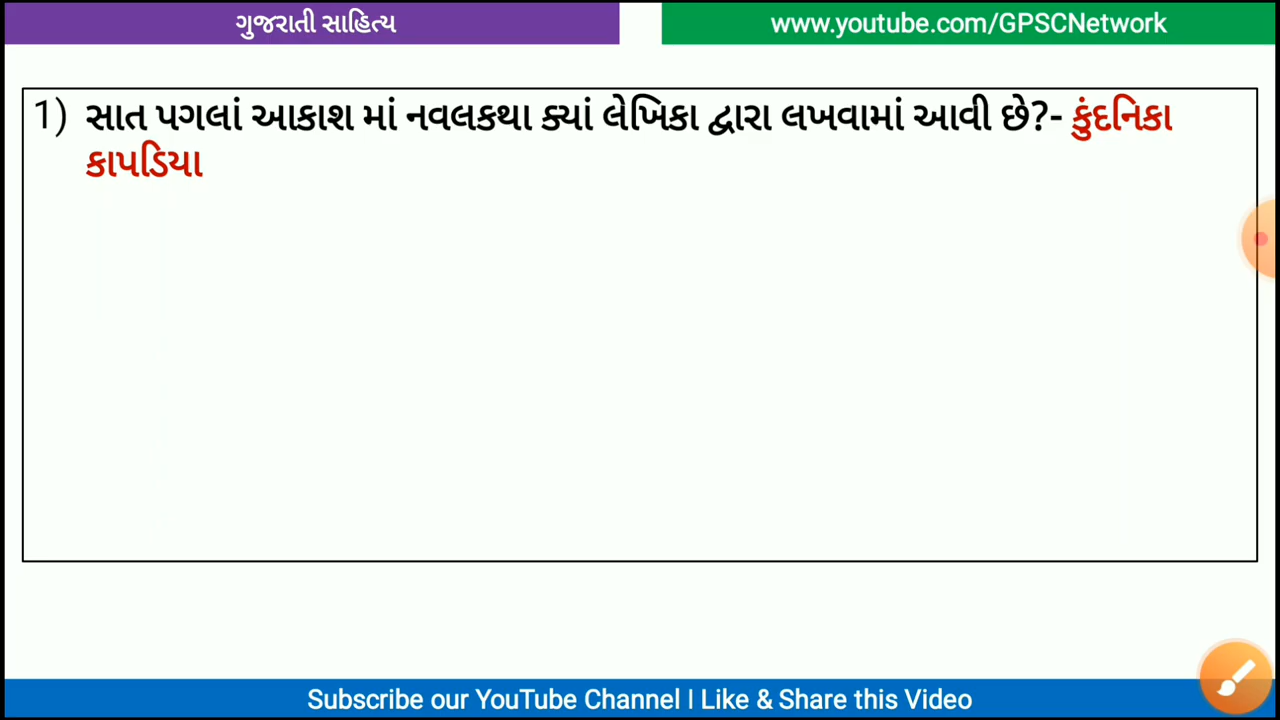 ગુજરાતી સાહિત્ય
www.youtube.com/GPSCNetwork
1) સાત પગલાં આકાશ માં નવલકથા ક્યાં લેખિકા દ્વારા લખવામાં આવી છે?- કુંદનિકા
કાપડિયા
Subscribe our YouTube Channel l Like & Share this Video